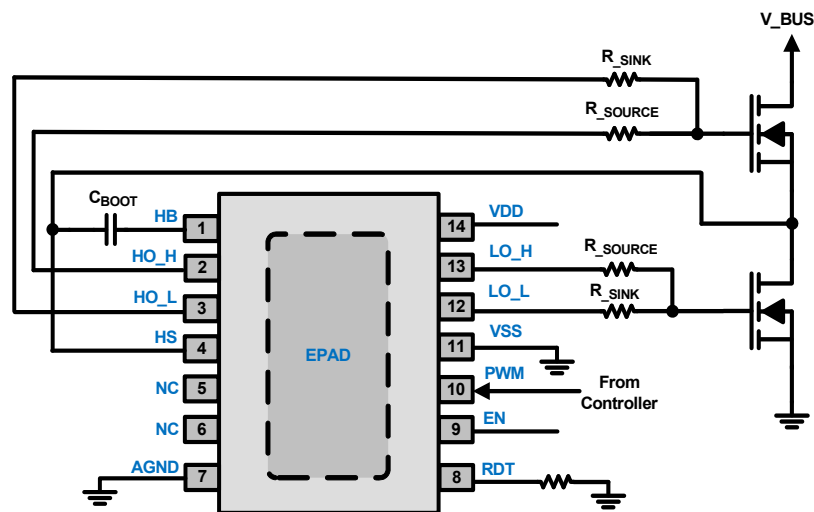 V_BUS
R_SINK
R_SOURCE
CBOOT
HB
1
14
VDD
HO_H
2
13
LO_H
R_SOURCE
HO_L
3
12
LO_L
R_SINK
HS
4
11
VSS
EPAD
NC
5
10
PWM
From
Controller
NC
6
9
EN
AGND
7
8
RDT